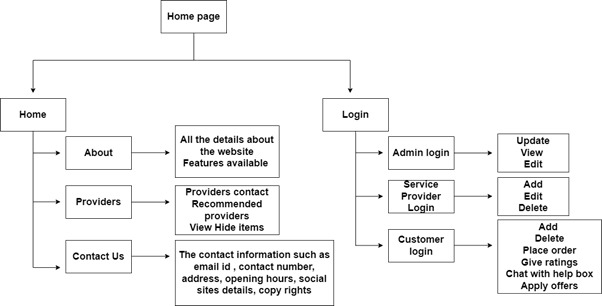 Home page
Home
Login
About
All the details about
the website
Features available
Providers
Providers contact
Recommended
providers
View Hide items
Contact Us
The contact information such as
email id , contact number,
address, opening hours, social
sites details, copy rights
Admin login
Update
View
Edit
Service
Provider
Login
Add
Edit
Delete
Customer
login
Add
Delete
Place order
Give ratings
Chat with help box
Apply offers